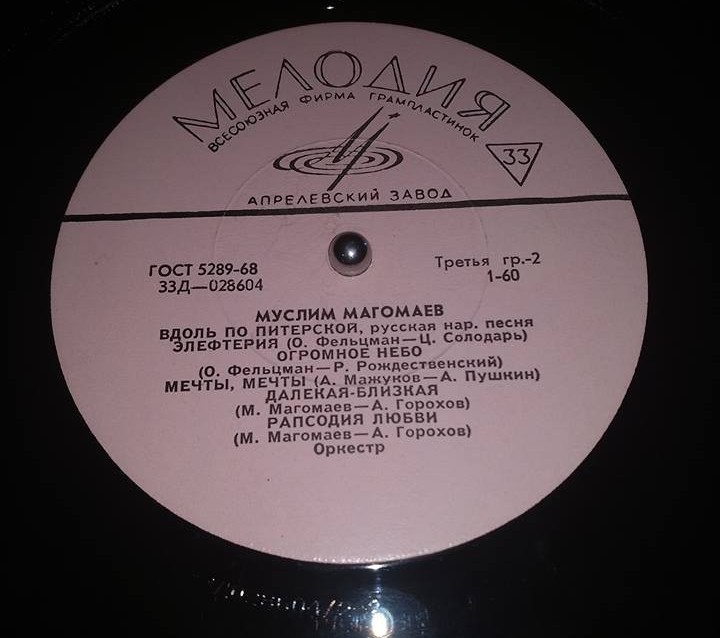 МЕЛОДИЯ
ВСЕСОЮЗНАЯ ФИРМА ГРАМПЛАСТИНОК
33
АПРЕЛЕВСКИЙ ЗАВОД
ГОСТ 5289-68
33Д—028604
Третья гр.-2
1-60
МУСЛИМ МАГОМАЕВ
ВДОЛЬ ПО ПИТЕРСКОЙ, русская нар. песня
ЭЛЕФТЕРИЯ (О. Фельцман—Ц. Солодарь)
ОГРОМНОЕ НЕБО
(О. Фельцман—Р. Рождественский)
МЕЧТЫ, МЕЧТЫ (А. Мажуков—А. Пушкин)
ДАЛЕКАЯ-БЛИЗКАЯ
(М. Магомаев—А. Горохов)
РАПСОДИЯ ЛЮБВИ
(М. Магомаев—А. Горохов)
Оркестр